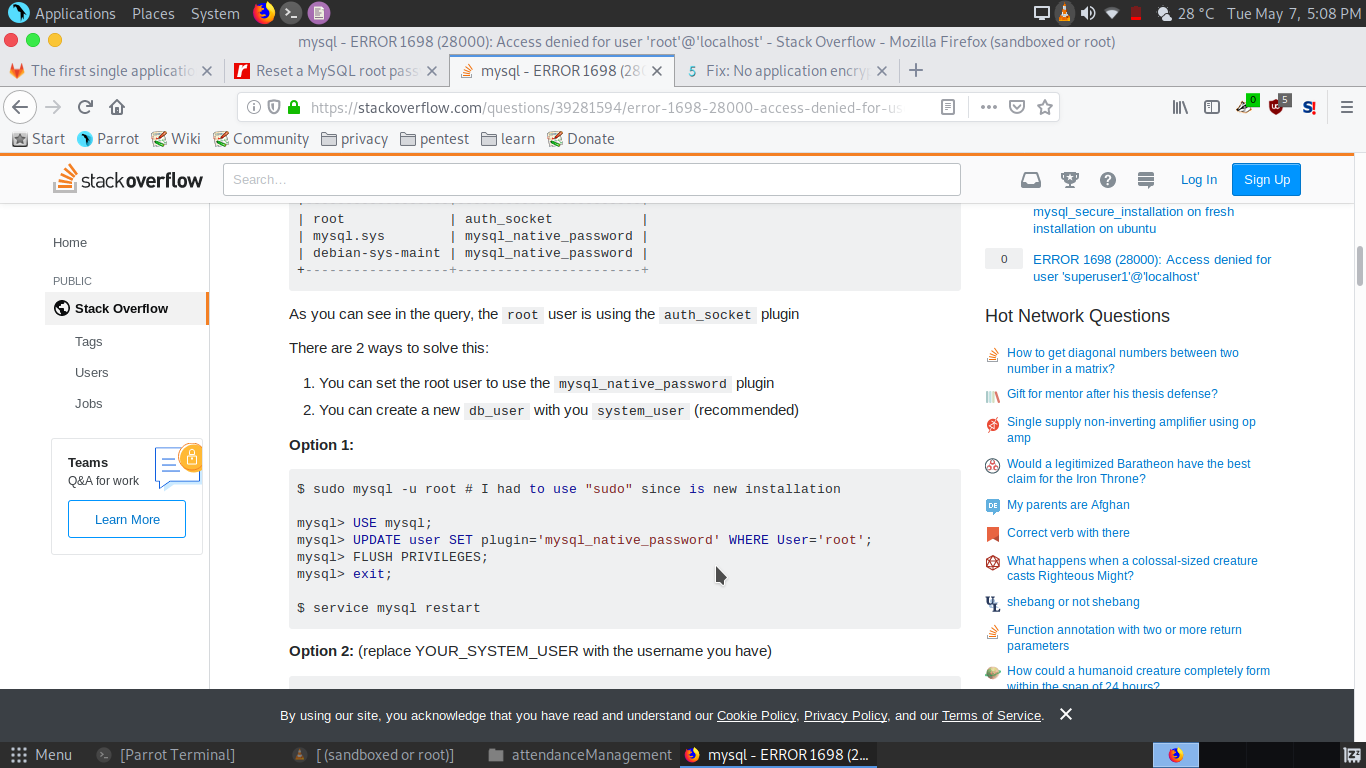 Applications Places System 28 °C Tue May 7, 5:08 PM
mysql - ERROR 1698 (28000): Access denied for user 'root'@'localhost' - Stack Overflow - Mozilla Firefox (sandboxed or root)
The first single applicatio Reset a MySQL root pass mysql - ERROR 1698 (280 Fix: No application encryp
https://stackoverflow.com/questions/39281594/error-1698-28000-access-denied-for-us 0 5 S!
Start Parrot Wiki Community privacy pentest learn Donate
stackoverflow Search… Log In Sign Up
Home
PUBLIC
Stack Overflow
Tags
Users
Jobs
Teams
Q&A for work
Learn More
| root | auth_socket |
| mysql.sys | mysql_native_password |
| debian-sys-maint | mysql_native_password |
+------------------+-----------------------+
As you can see in the query, the root user is using the auth_socket plugin
There are 2 ways to solve this:
1. You can set the root user to use the mysql_native_password plugin
2. You can create a new db_user with you system_user (recommended)
Option 1:
$ sudo mysql -u root # I had to use "sudo" since is new installation
mysql> USE mysql;
mysql> UPDATE user SET plugin='mysql_native_password' WHERE User='root';
mysql> FLUSH PRIVILEGES;
mysql> exit;
$ service mysql restart
Option 2: (replace YOUR_SYSTEM_USER with the username you have)
mysql_secure_installation on fresh
installation on ubuntu
0 ERROR 1698 (28000): Access denied for
user 'superuser1'@'localhost'
Hot Network Questions
How to get diagonal numbers between two
number in a matrix?
Gift for mentor after his thesis defense?
Single supply non-inverting amplifier using op
amp
Would a legitimized Baratheon have the best
claim for the Iron Throne?
My parents are Afghan
Correct verb with there
What happens when a colossal-sized creature
casts Righteous Might?
shebang or not shebang
Function annotation with two or more return
parameters
How could a humanoid creature completely form
within the span of 24 hours?
By using our site, you acknowledge that you have read and understand our Cookie Policy, Privacy Policy, and our Terms of Service.
Menu [Parrot Terminal] [ (sandboxed or root)] attendanceManagement mysql - ERROR 1698 (2...